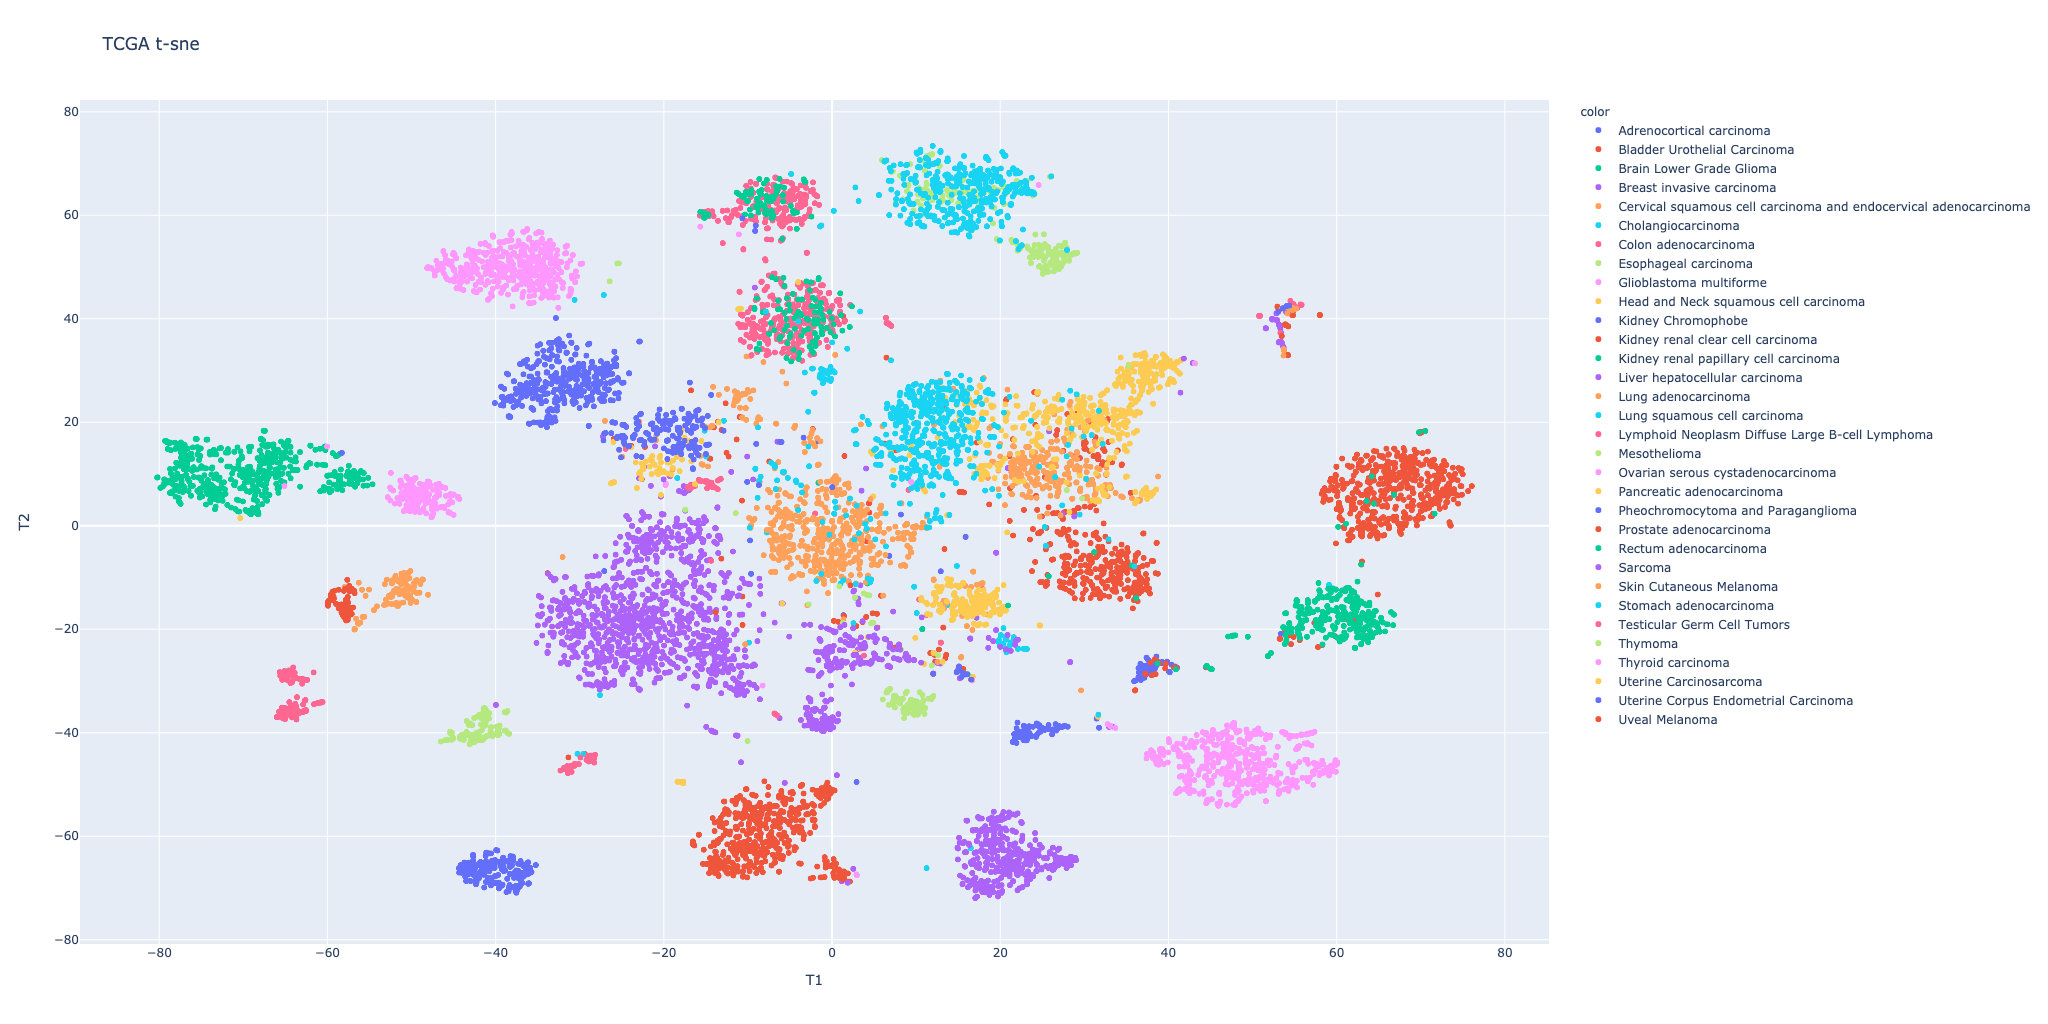 TCGA t-sne
color
Adrenocortical carcinoma
Bladder Urothelial Carcinoma
Brain Lower Grade Glioma
Breast invasive carcinoma
Cervical squamous cell carcinoma and endocervical adenocarcinoma
Cholangiocarcinoma
Colon adenocarcinoma
Esophageal carcinoma
Glioblastoma multiforme
Head and Neck squamous cell carcinoma
Kidney Chromophobe
Kidney renal clear cell carcinoma
Kidney renal papillary cell carcinoma
Liver hepatocellular carcinoma
Lung adenocarcinoma
Lung squamous cell carcinoma
Lymphoid Neoplasm Diffuse Large B-cell Lymphoma
Mesothelioma
Ovarian serous cystadenocarcinoma
Pancreatic adenocarcinoma
Pheochromocytoma and Paraganglioma
Prostate adenocarcinoma
Rectum adenocarcinoma
Sarcoma
Skin Cutaneous Melanoma
Stomach adenocarcinoma
Testicular Germ Cell Tumors
Thymoma
Thyroid carcinoma
Uterine Carcinosarcoma
Uterine Corpus Endometrial Carcinoma
Uveal Melanoma
T2
80
60
40
20
0
−20
−40
−60
−80
−80 −60 −40 −20 0 20 40 60 80
T1